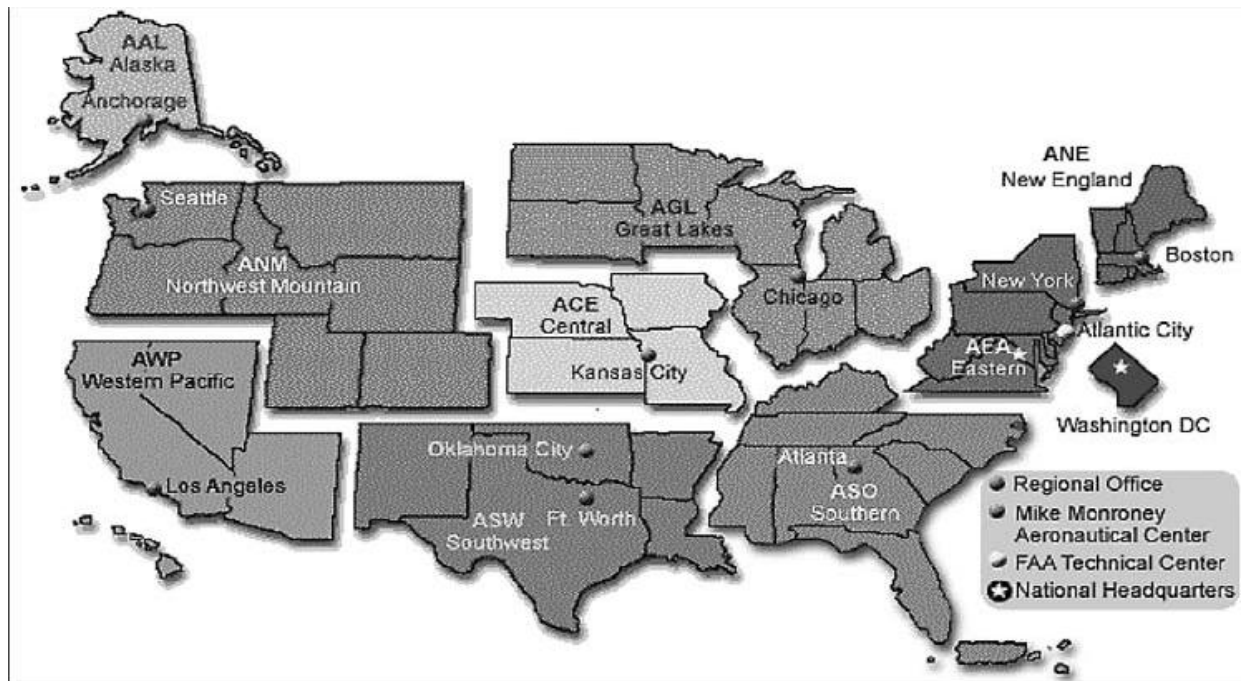 AAL
Alaska
Anchorage
Seattle
ANM
Northwest Mountain
AGL
Great Lakes
ANE
New England
Boston
New York
Chicago
ACE
Central
Kansas City
Atlantic City
AEA
Eastern
Washington DC
AWP
Western Pacific
Los Angeles
Oklahoma City
Ft. Worth
ASW
Southwest
Atlanta
ASO
Southern
Regional Office
Mike Monroney
Aeronautical Center
FAA Technical Center
National Headquarters